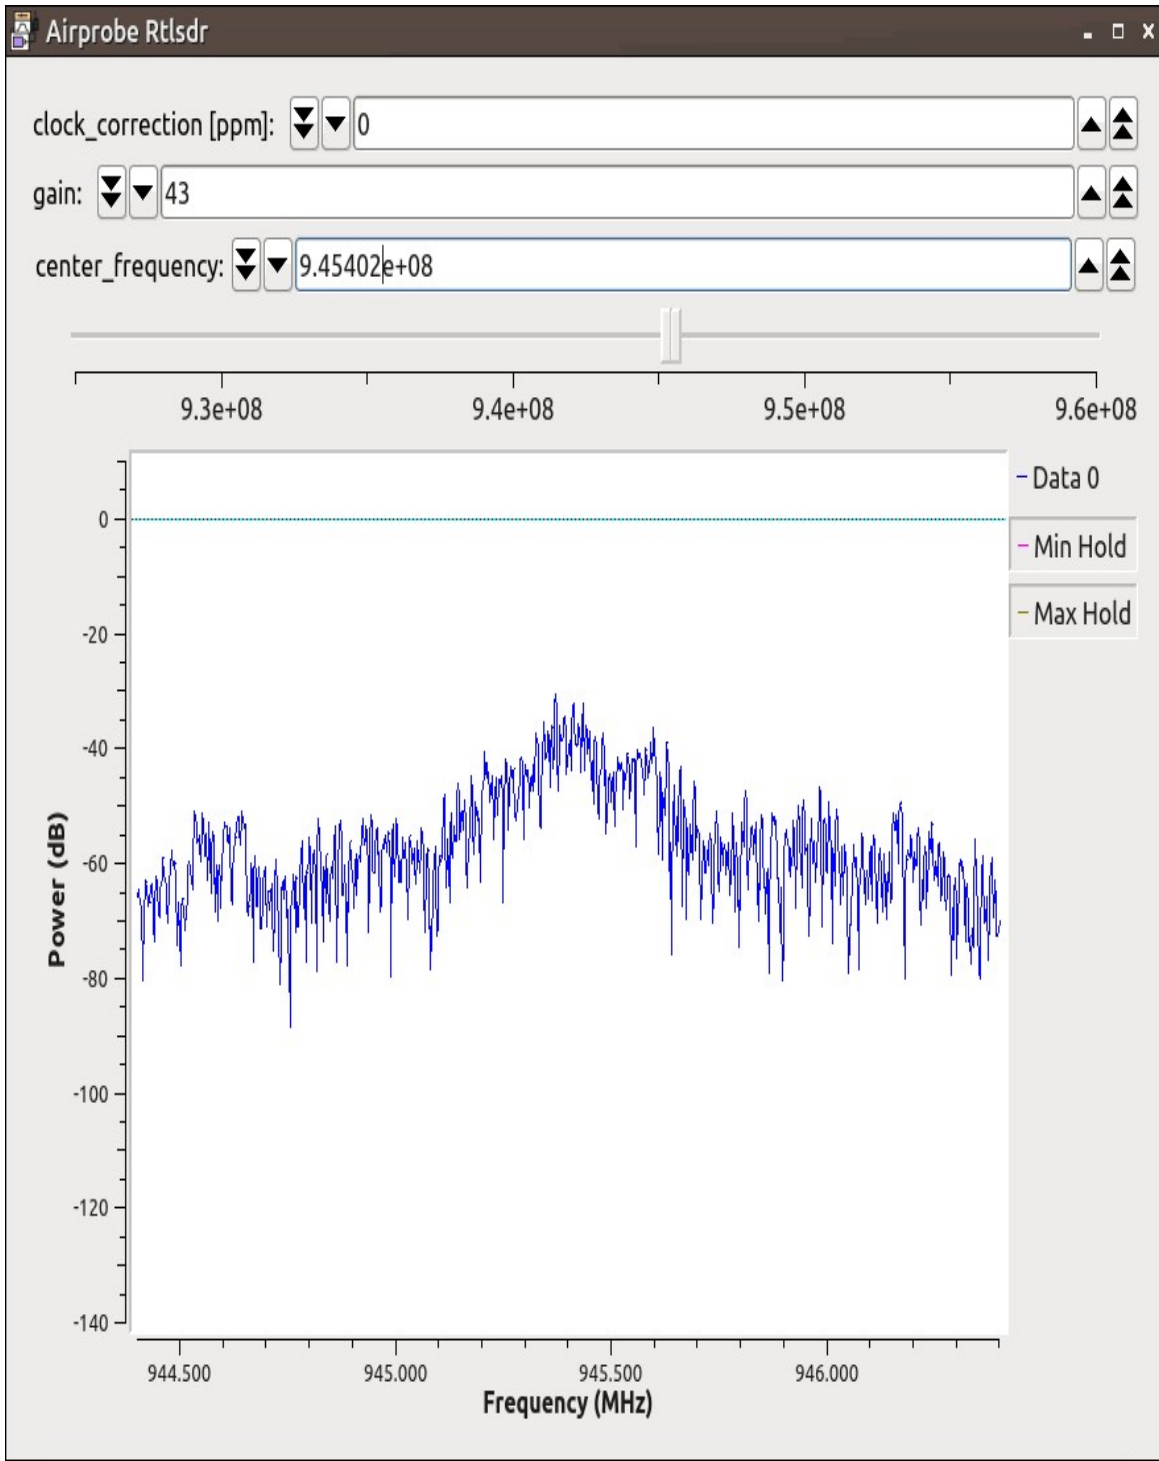 Airprobe Rtlsdr
clock_correction [ppm]: 0
gain: 43
center_frequency: 9.45402e+08
9.3e+08 9.4e+08 9.5e+08 9.6e+08
Data 0
Min Hold
Max Hold
0
-20
-40
-60
-80
-100
-120
-140
Power (dB)
944.500 945.000 945.500 946.000
Frequency (MHz)